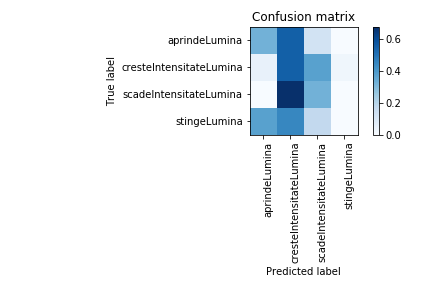 Confusion matrix
True label
aprindeLumina
cresteIntensitateLumina
scadeIntensitateLumina
stingeLumina
0.6
0.4
0.2
0.0
aprindeLumina
cresteIntensitateLumina
scadeIntensitateLumina
stingeLumina
Predicted label